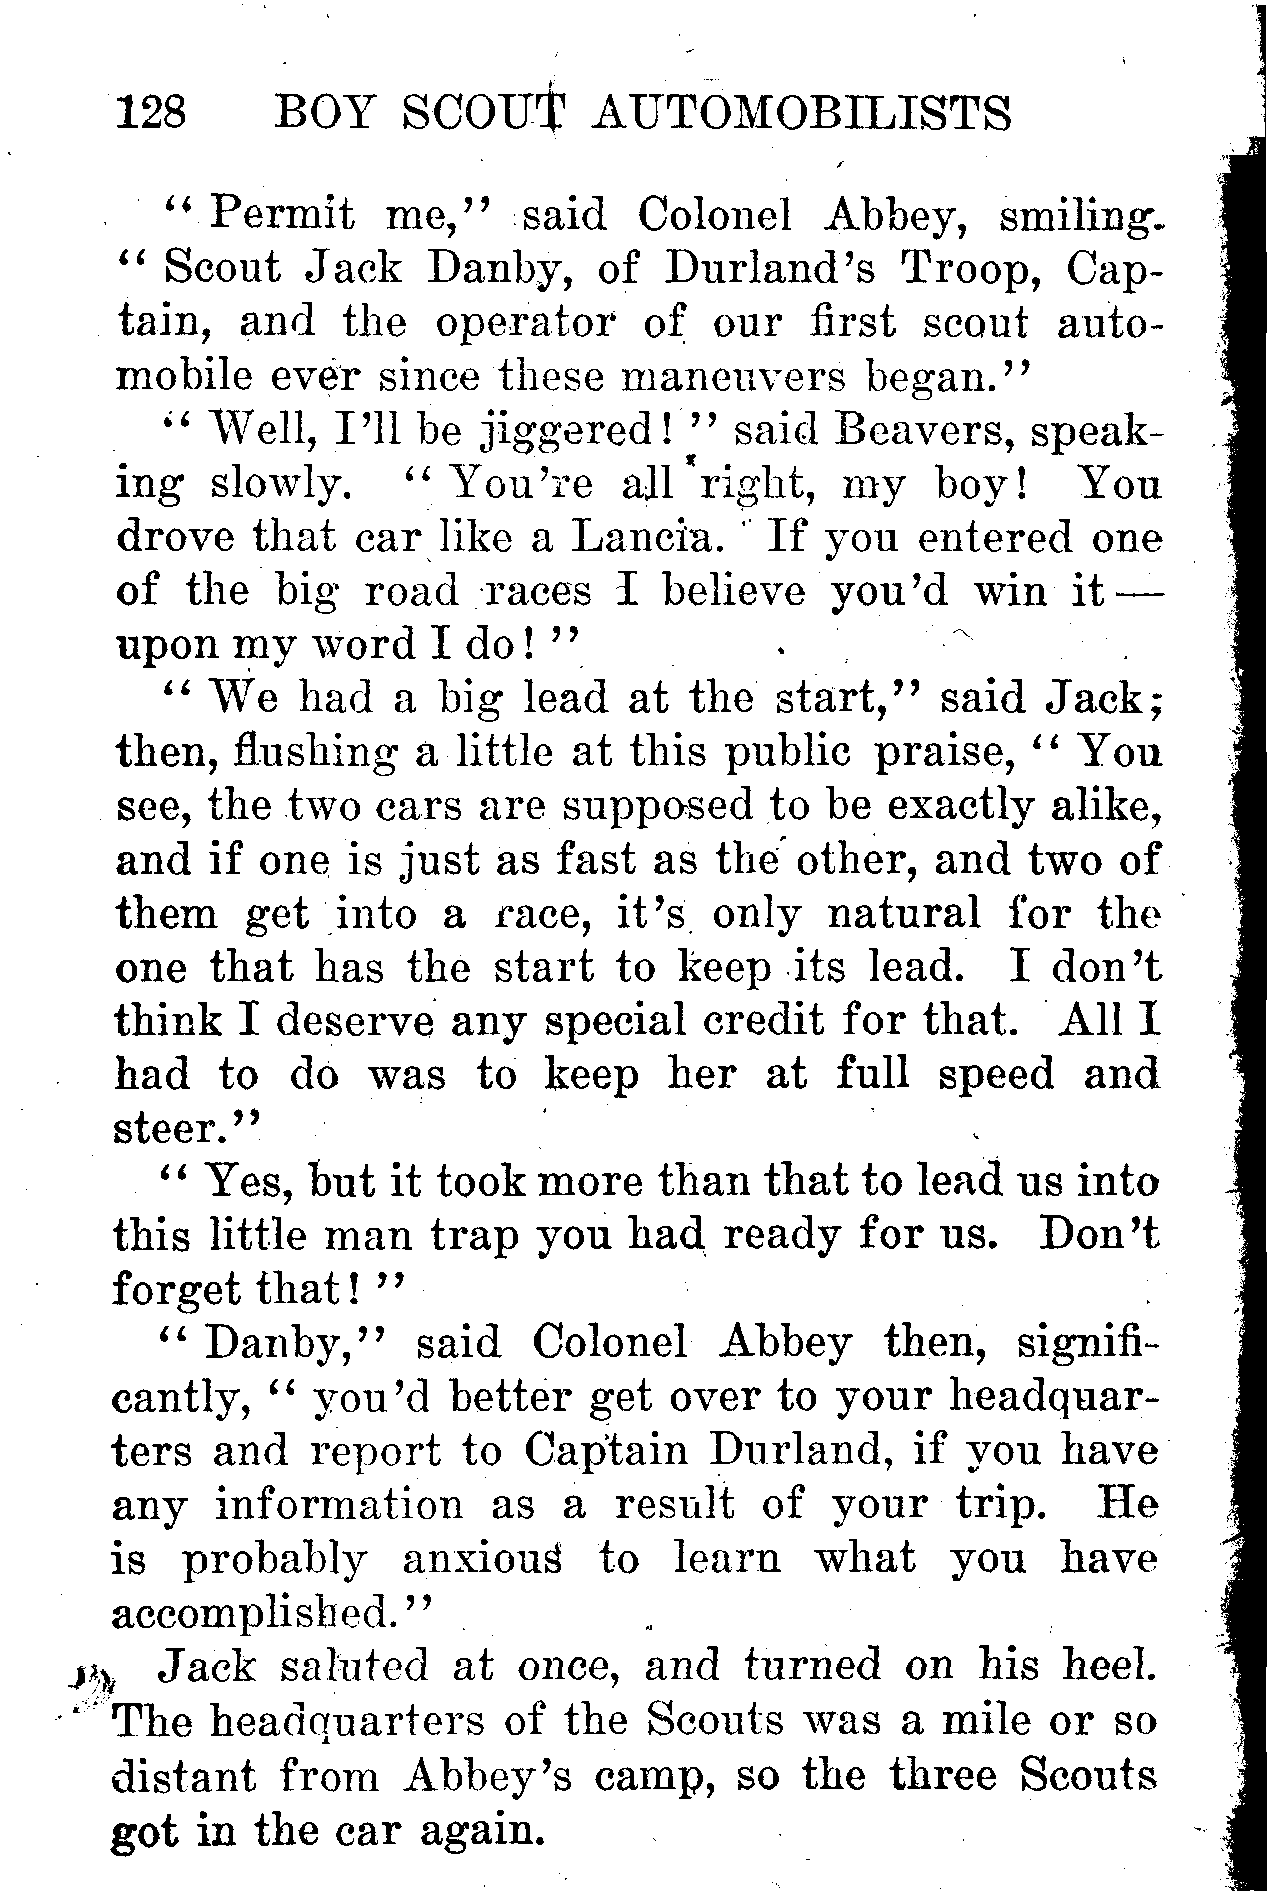 128 BOY SCOUT AUTOMOBILISTS
“ Permit me,” said Colonel Abbey, smiling.
“ Scout Jack Danby, of Durland’s Troop, Cap-
tain, and the operator of our first scout auto-
mobile ever since these maneuvers began.”
“ Well, I’ll be jiggered! ” said Beavers, speak-
ing slowly. “ You’re all right, my boy! You
drove that car like a Lancia. If you entered one
of the big road races I believe you’d win it —
upon my word I do! ”
“ We had a big lead at the start,” said Jack;
then, flushing a little at this public praise, “ You
see, the two cars are supposed to be exactly alike,
and if one is just as fast as the other, and two of
them get into a race, it’s only natural for the
one that has the start to keep its lead. I don’t
think I deserve any special credit for that. All I
had to do was to keep her at full speed and
steer.”
“ Yes, but it took more than that to lead us into
this little man trap you had ready for us. Don’t
forget that! ”
“ Danby,” said Colonel Abbey then, signifi-
cantly, “ you’d better get over to your headquar-
ters and report to Captain Durland, if you have
any information as a result of your trip. He
is probably anxious to learn what you have
accomplished.”
Jack saluted at once, and turned on his heel.
The headquarters of the Scouts was a mile or so
distant from Abbey’s camp, so the three Scouts
got in the car again.